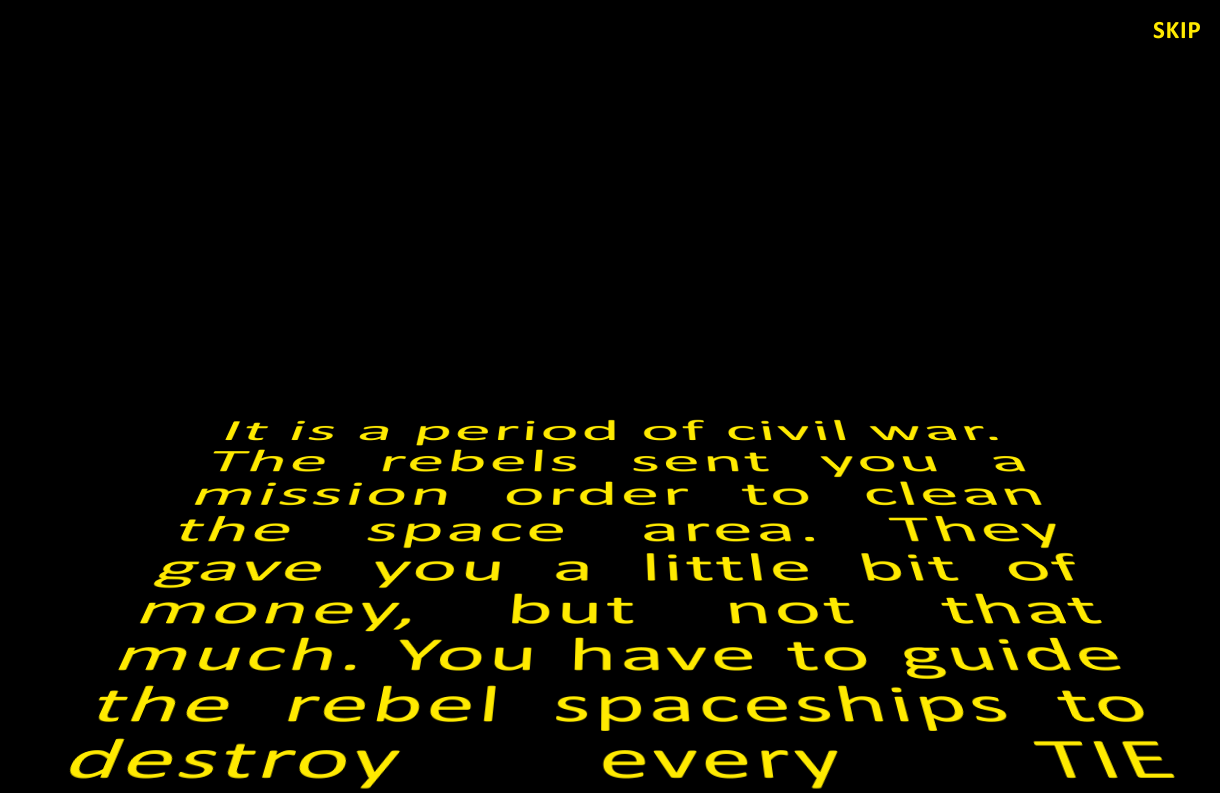 SKIP
It is a period of civil war.
The rebels sent you a
mission order to clean
the space area. They
gave you a little bit of
money, but not that
much. You have to guide
the rebel spaceships to
destroy every TIE